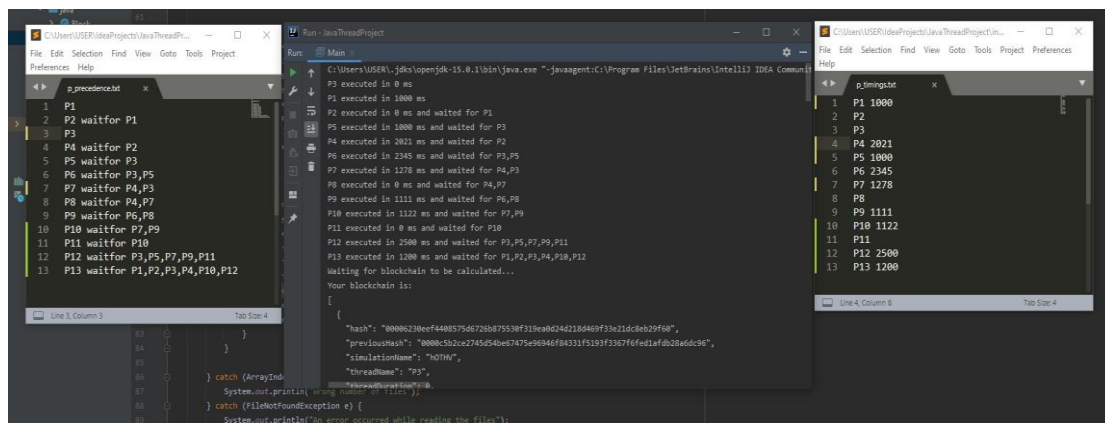 java
Block
61
C:\Users\USER\IdeaProjects\JavaThreadPr...
File Edit Selection Find View Goto Tools Project
Preferences Help
p_precedence.txt
1 P1
2 P2 waitfor P1
3 P3
4 P4 waitfor P2
5 P5 waitfor P3
6 P6 waitfor P3,P5
7 P7 waitfor P4,P3
8 P8 waitfor P4,P7
9 P9 waitfor P6,P8
10 P10 waitfor P7,P9
11 P11 waitfor P10
12 P12 waitfor P3,P5,P7,P9,P11
13 P13 waitfor P1,P2,P3,P4,P10,P12
Line 3, Column 3 Tab Size: 4
Run - JavaThreadProject
Run: Main
C:\Users\USER\.jdks\openjdk-15.0.1\bin\java.exe "-javaagent:C:\Program Files\JetBrains\IntelliJ IDEA Communit
P3 executed in 0 ms
P1 executed in 1000 ms
P2 executed in 0 ms and waited for P1
P5 executed in 1000 ms and waited for P3
P4 executed in 2021 ms and waited for P2
P6 executed in 2345 ms and waited for P3,P5
P7 executed in 1278 ms and waited for P4,P3
P8 executed in 0 ms and waited for P4,P7
P9 executed in 1111 ms and waited for P6,P8
P10 executed in 1122 ms and waited for P7,P9
P11 executed in 0 ms and waited for P10
P12 executed in 2500 ms and waited for P3,P5,P7,P9,P11
P13 executed in 1200 ms and waited for P1,P2,P3,P4,P10,P12
Waiting for blockchain to be calculated...
Your blockchain is:
[
{
"hash": "00006230eef4408575d6726b875530f319ea0d24d218d469f33e21dc8eb29f60",
"previousHash": "0000c5b2ce2745d54be67475e96946f84331f5193f3367f6fed1afdb28a6dc96",
"simulationName": "hOTHV",
"threadName": "P3",
"threadDuration": 0,
C:\Users\USER\IdeaProjects\JavaThreadProject\in...
File Edit Selection Find View Goto Tools Project Preferences
Help
p_timings.txt
1 P1 1000
2 P2
3 P3
4 P4 2021
5 P5 1000
6 P6 2345
7 P7 1278
8 P8
9 P9 1111
10 P10 1122
11 P11
12 P12 2500
13 P13 1200
Line 4, Column 8 Tab Size: 4
83 }
84 }
85
86 } catch (ArrayInd
87 System.out.println("Wrong number of files");
88 } catch (FileNotFoundException e) {
89 System.out.println("An error occurred while reading the files");